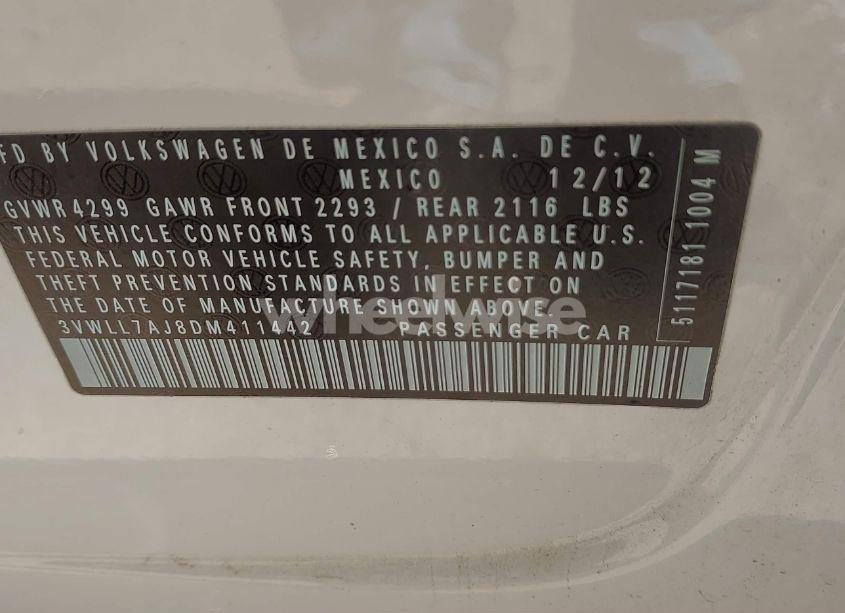 FD BY VOLKSWAGEN DE MEXICO S.A. DE C.V.
MEXICO 12/12
GVWR 4299 GAWR FRONT 2293 / REAR 2116 LBS
THIS VEHICLE CONFORMS TO ALL APPLICABLE U.S.
FEDERAL MOTOR VEHICLE SAFETY, BUMPER AND
THEFT PREVENTION STANDARDS IN EFFECT ON
THE DATE OF MANUFACTURE SHOWN ABOVE.
3VWLL7AJ8DM411442 PASSENGER CAR
5117181 1004 M
wheelwise